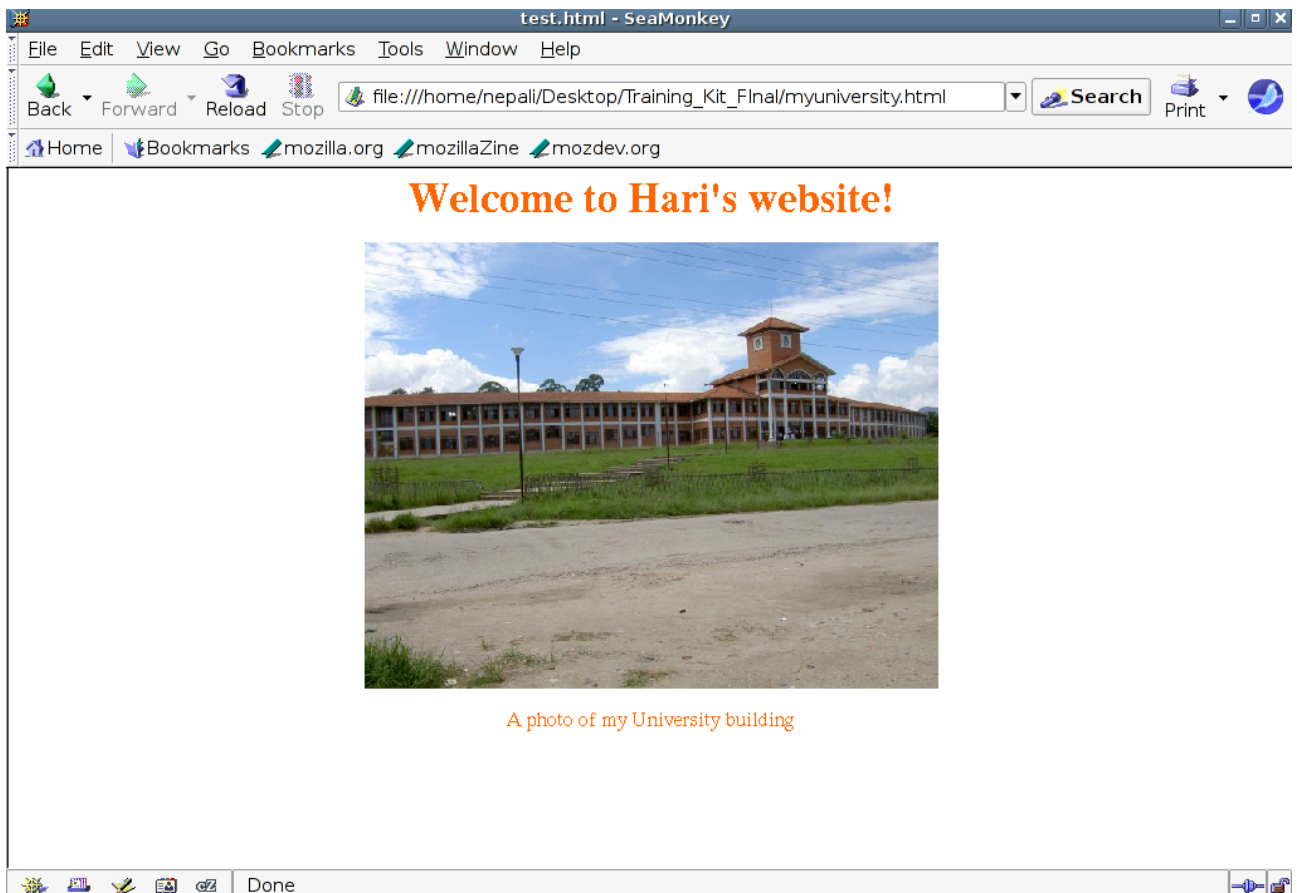 test.html - SeaMonkey
File Edit View Go Bookmarks Tools Window Help
Back Forward Reload Stop file:///home/nepali/Desktop/Training_Kit_FInal/myuniversity.html Search Print
Home Bookmarks mozilla.org mozillaZine mozdev.org
Welcome to Hari's website!
A photo of my University building
Done